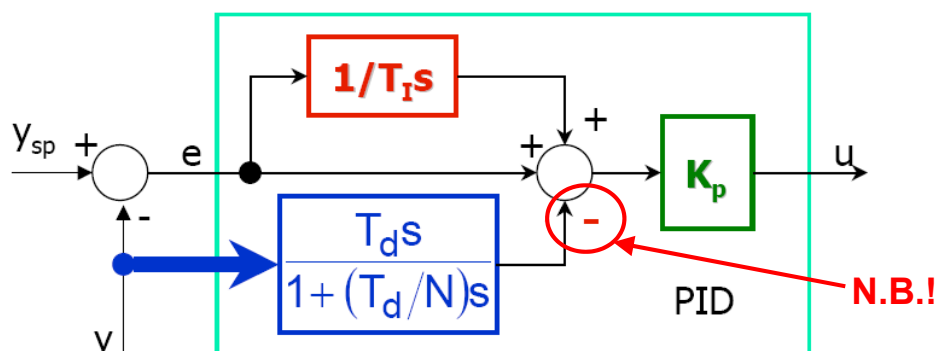 1/T_I s
y_sp + e + +
K_p u
- -
T_d s
1+(T_d/N)s
PID N.B.!
y